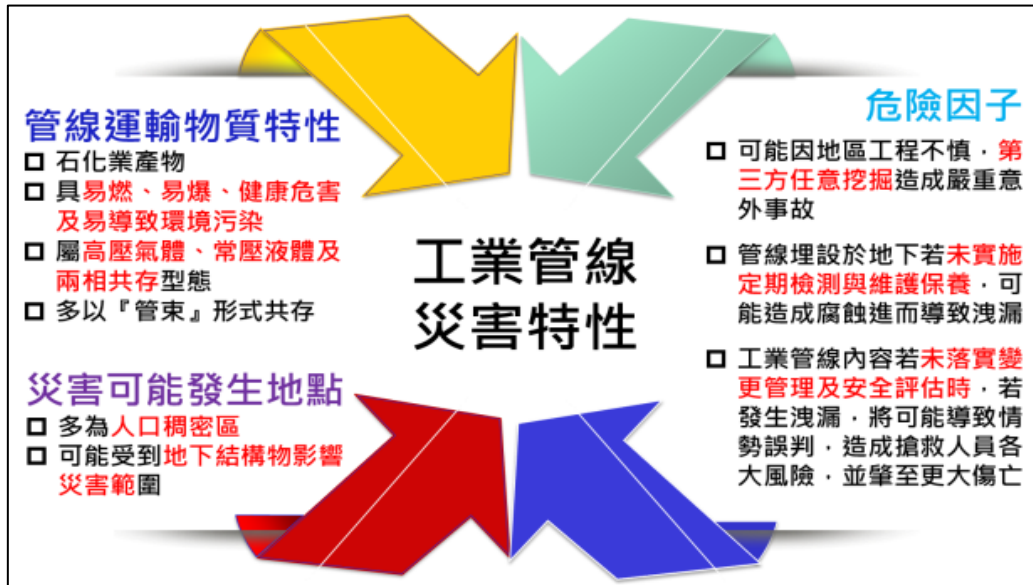 管線運輸物質特性
□ 石化業產物
□ 具易燃、易爆、健康危害
及易導致環境污染
□ 屬高壓氣體、常壓液體及
兩相共存型態
□ 多以『管束』形式共存
災害可能發生地點
□ 多為人口稠密區
□ 可能受到地下結構物影響
災害範圍
工業管線
災害特性
危險因子
□ 可能因地區工程不慎，第
三方任意挖掘造成嚴重意
外事故
□ 管線埋設於地下若未實施
定期檢測與維護保養，可
能造成腐蝕進而導致洩漏
□ 工業管線內容若未落實變
更管理及安全評估時，若
發生洩漏，將可能導致情
勢誤判，造成搶救人員各
大風險，並肇至更大傷亡